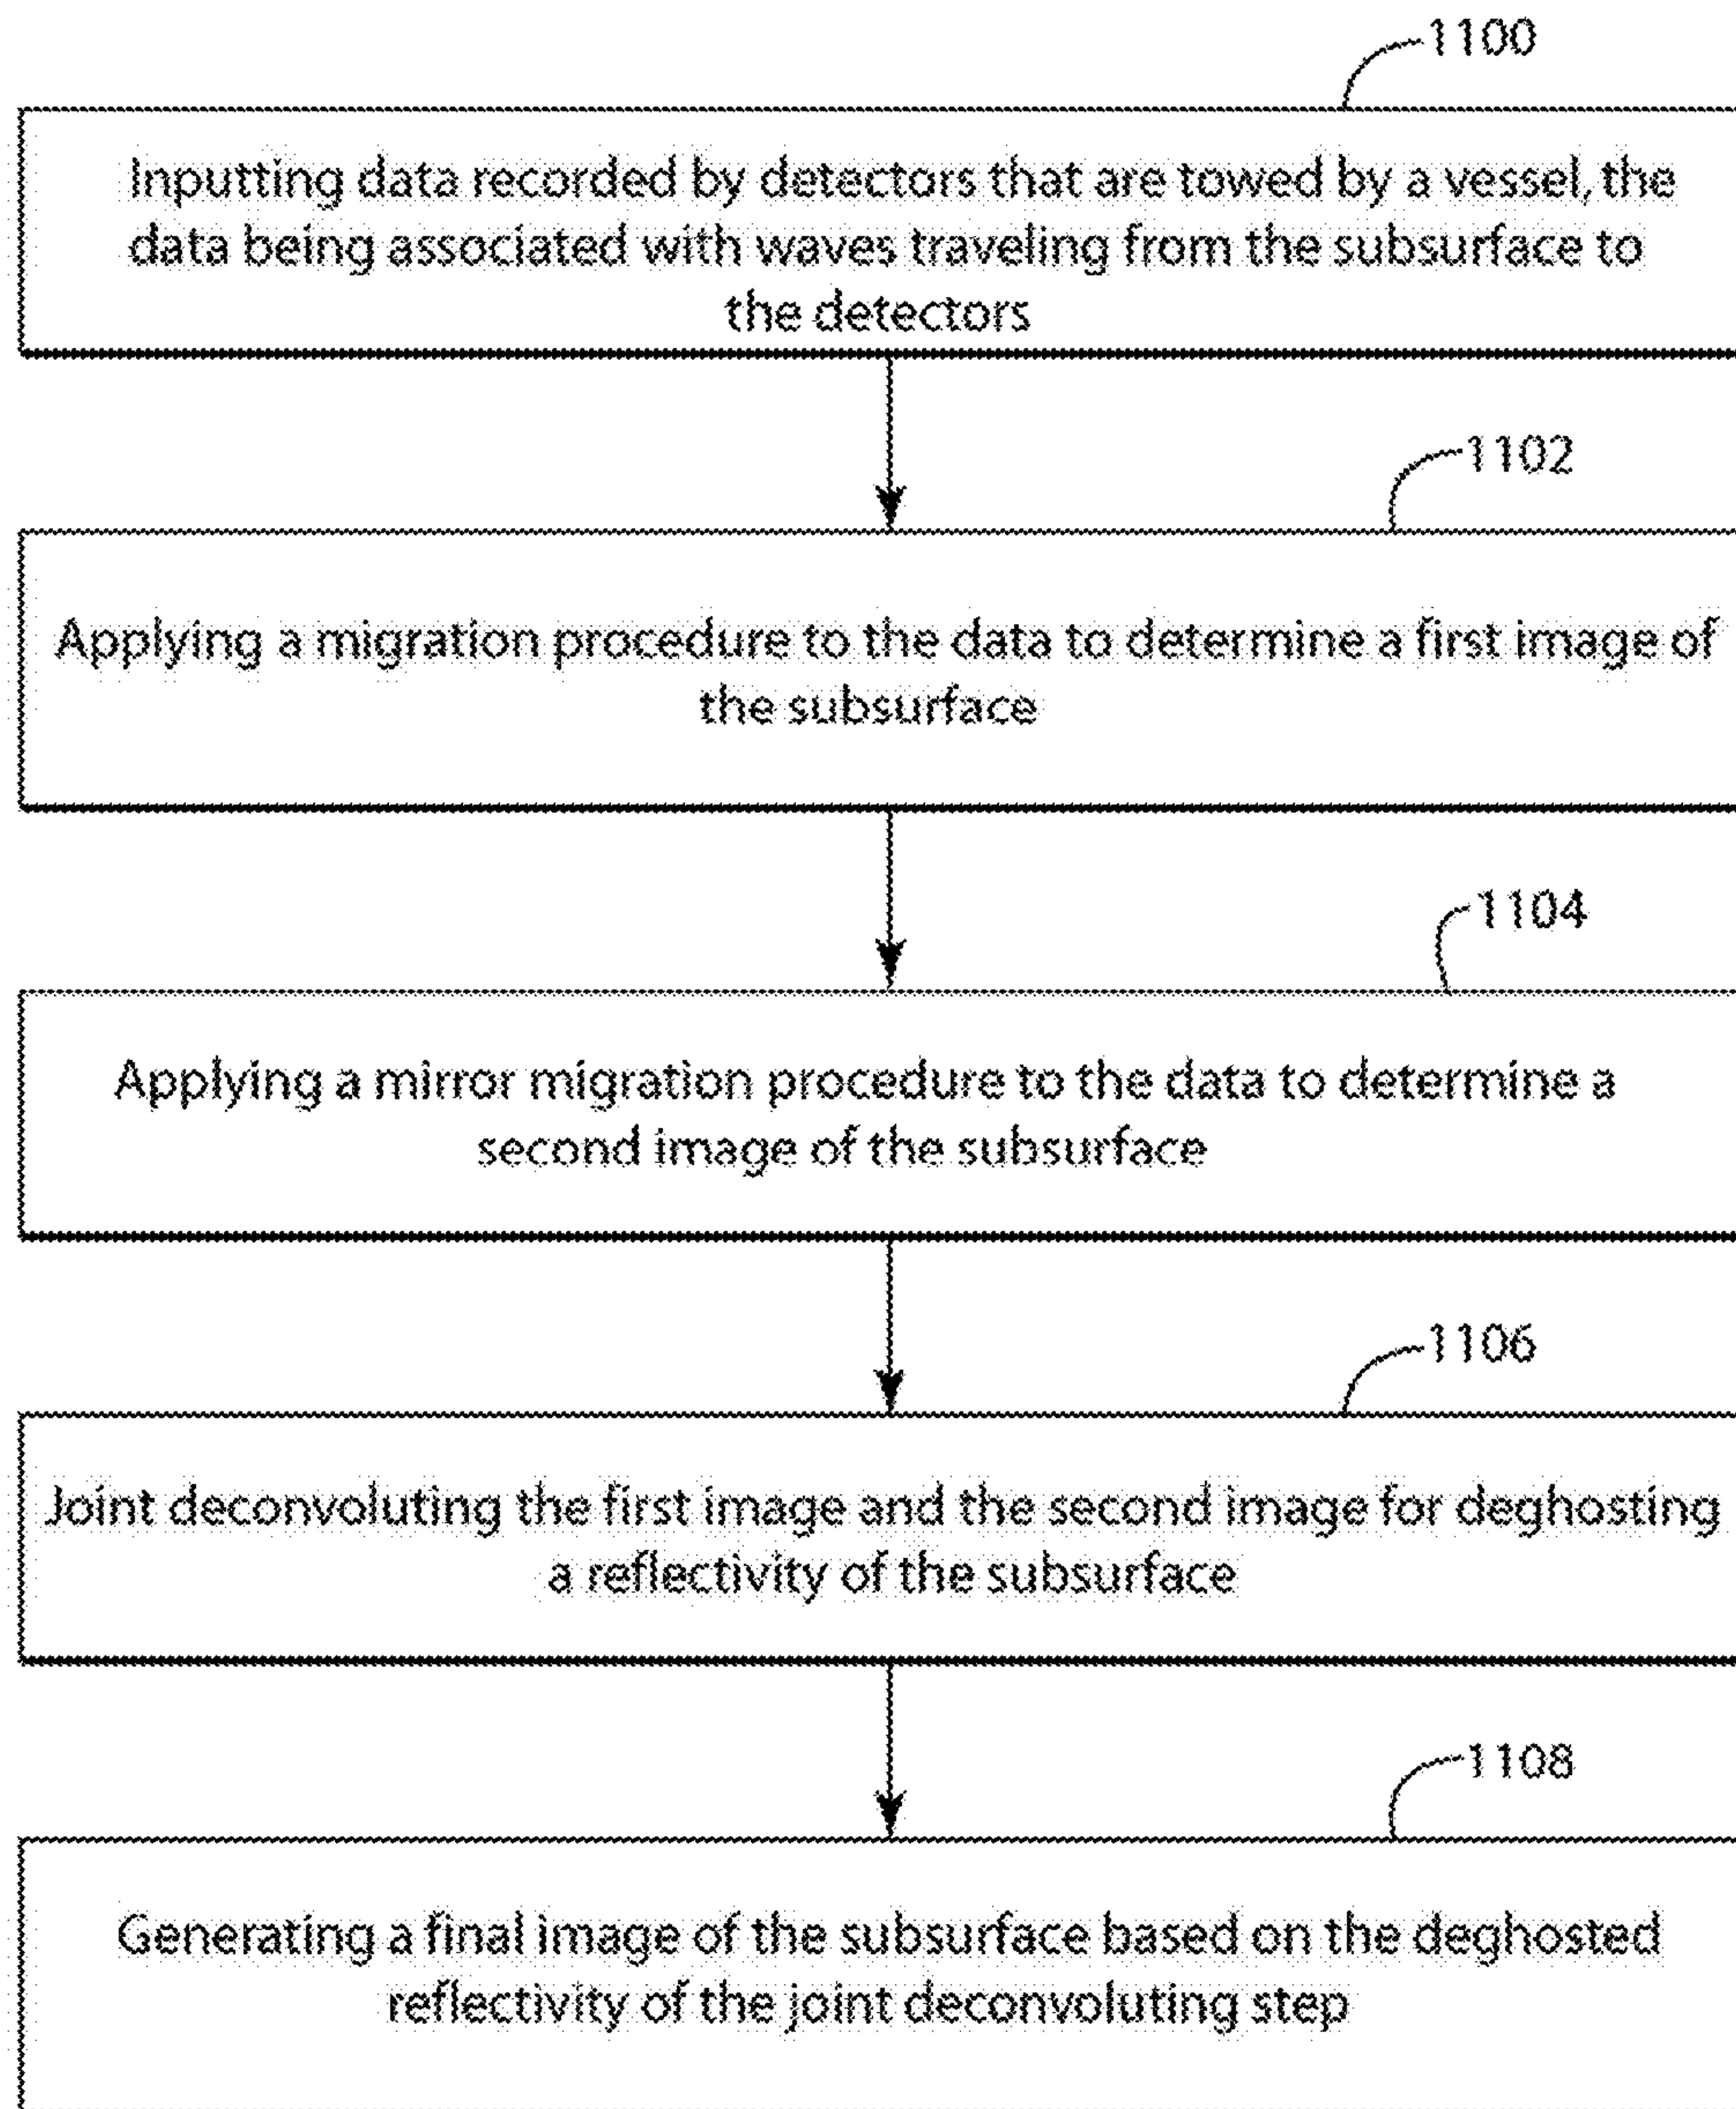 1100
Inputting data recorded by detectors that are towed by a vessel, the
data being associated with waves traveling from the subsurface to
the detectors
1102
Applying a migration procedure to the data to determine a first image of
the subsurface
1104
Applying a mirror migration procedure to the data to determine a
second image of the subsurface
1106
Joint deconvoluting the first image and the second image for deghosting
a reflectivity of the subsurface
1108
Generating a final image of the subsurface based on the deghosted
reflectivity of the joint deconvoluting step